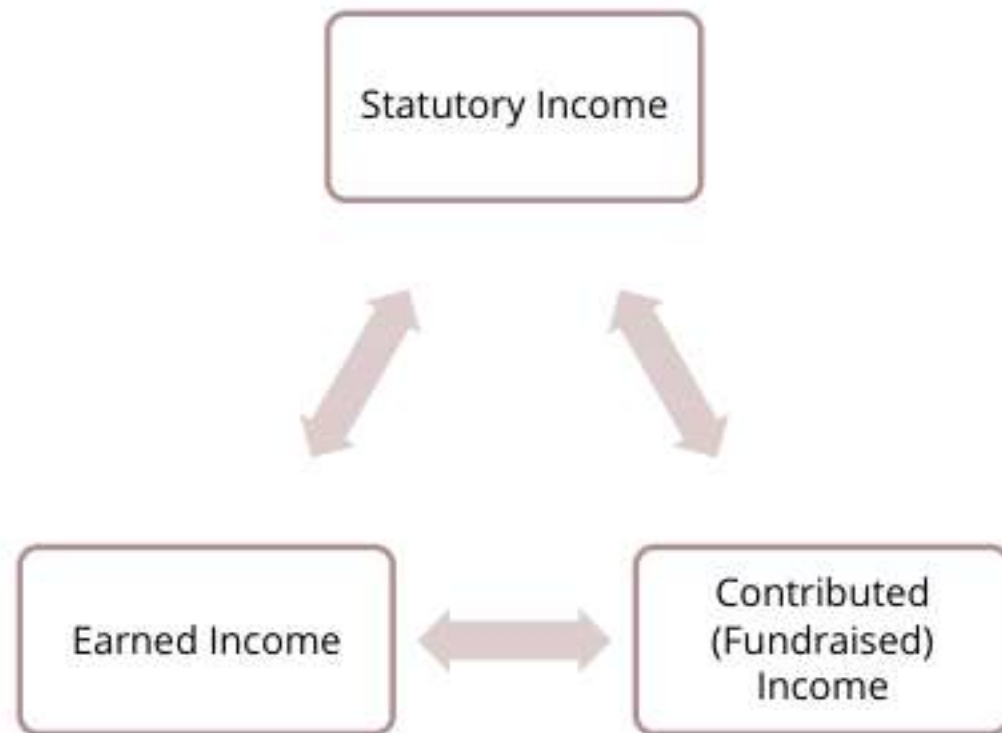 Statutory Income
Earned Income
Contributed
(Fundraised)
Income